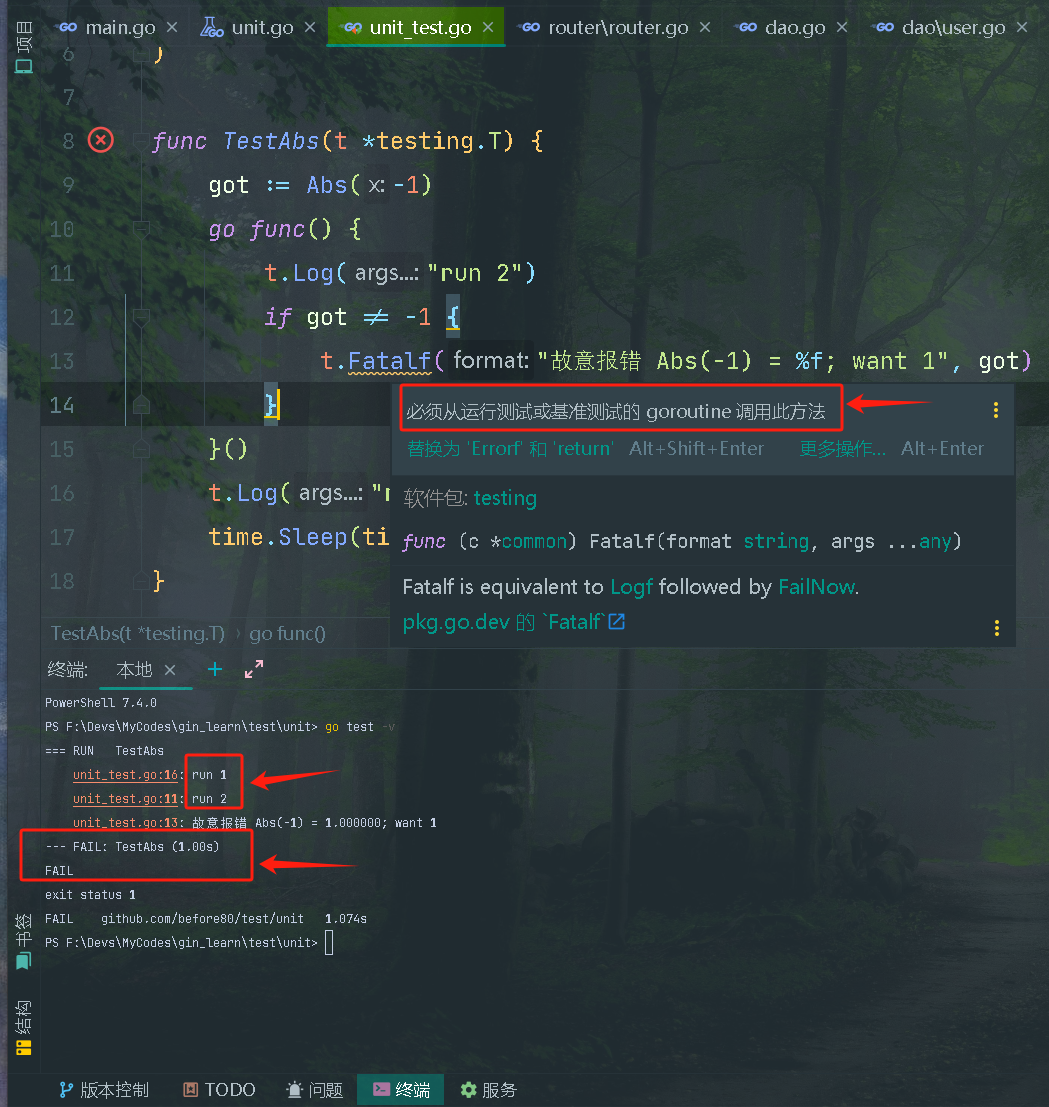 项目
main.go × unit.go × unit_test.go × router\router.go × dao.go × dao\user.go ×
6 )
7
8 func TestAbs(t *testing.T) {
9 got := Abs( x: -1)
10 go func() {
11 t.Log( args...: "run 2")
12 if got ≠ -1 {
13 t.Fatalf( format: "故意报错 Abs(-1) = %f; want 1", got)
14 }
必须从运行测试或基准测试的 goroutine 调用此方法
替换为 'Errorf' 和 'return' Alt+Shift+Enter 更多操作... Alt+Enter
15 }()
16 t.Log( args...: "r
软件包: testing
17 time.Sleep(ti
func (c *common) Fatalf(format string, args ...any)
18 }
Fatalf is equivalent to Logf followed by FailNow.
pkg.go.dev 的 `Fatalf`
TestAbs(t *testing.T) › go func()
终端: 本地 × +
PowerShell 7.4.0
PS F:\Devs\MyCodes\gin_learn\test\unit> go test -v
=== RUN TestAbs
unit_test.go:16: run 1
unit_test.go:11: run 2
unit_test.go:13: 故意报错 Abs(-1) = 1.000000; want 1
--- FAIL: TestAbs (1.00s)
FAIL
exit status 1
FAIL github.com/before80/test/unit 1.074s
PS F:\Devs\MyCodes\gin_learn\test\unit>
书签
结构
版本控制 TODO 问题 终端 服务